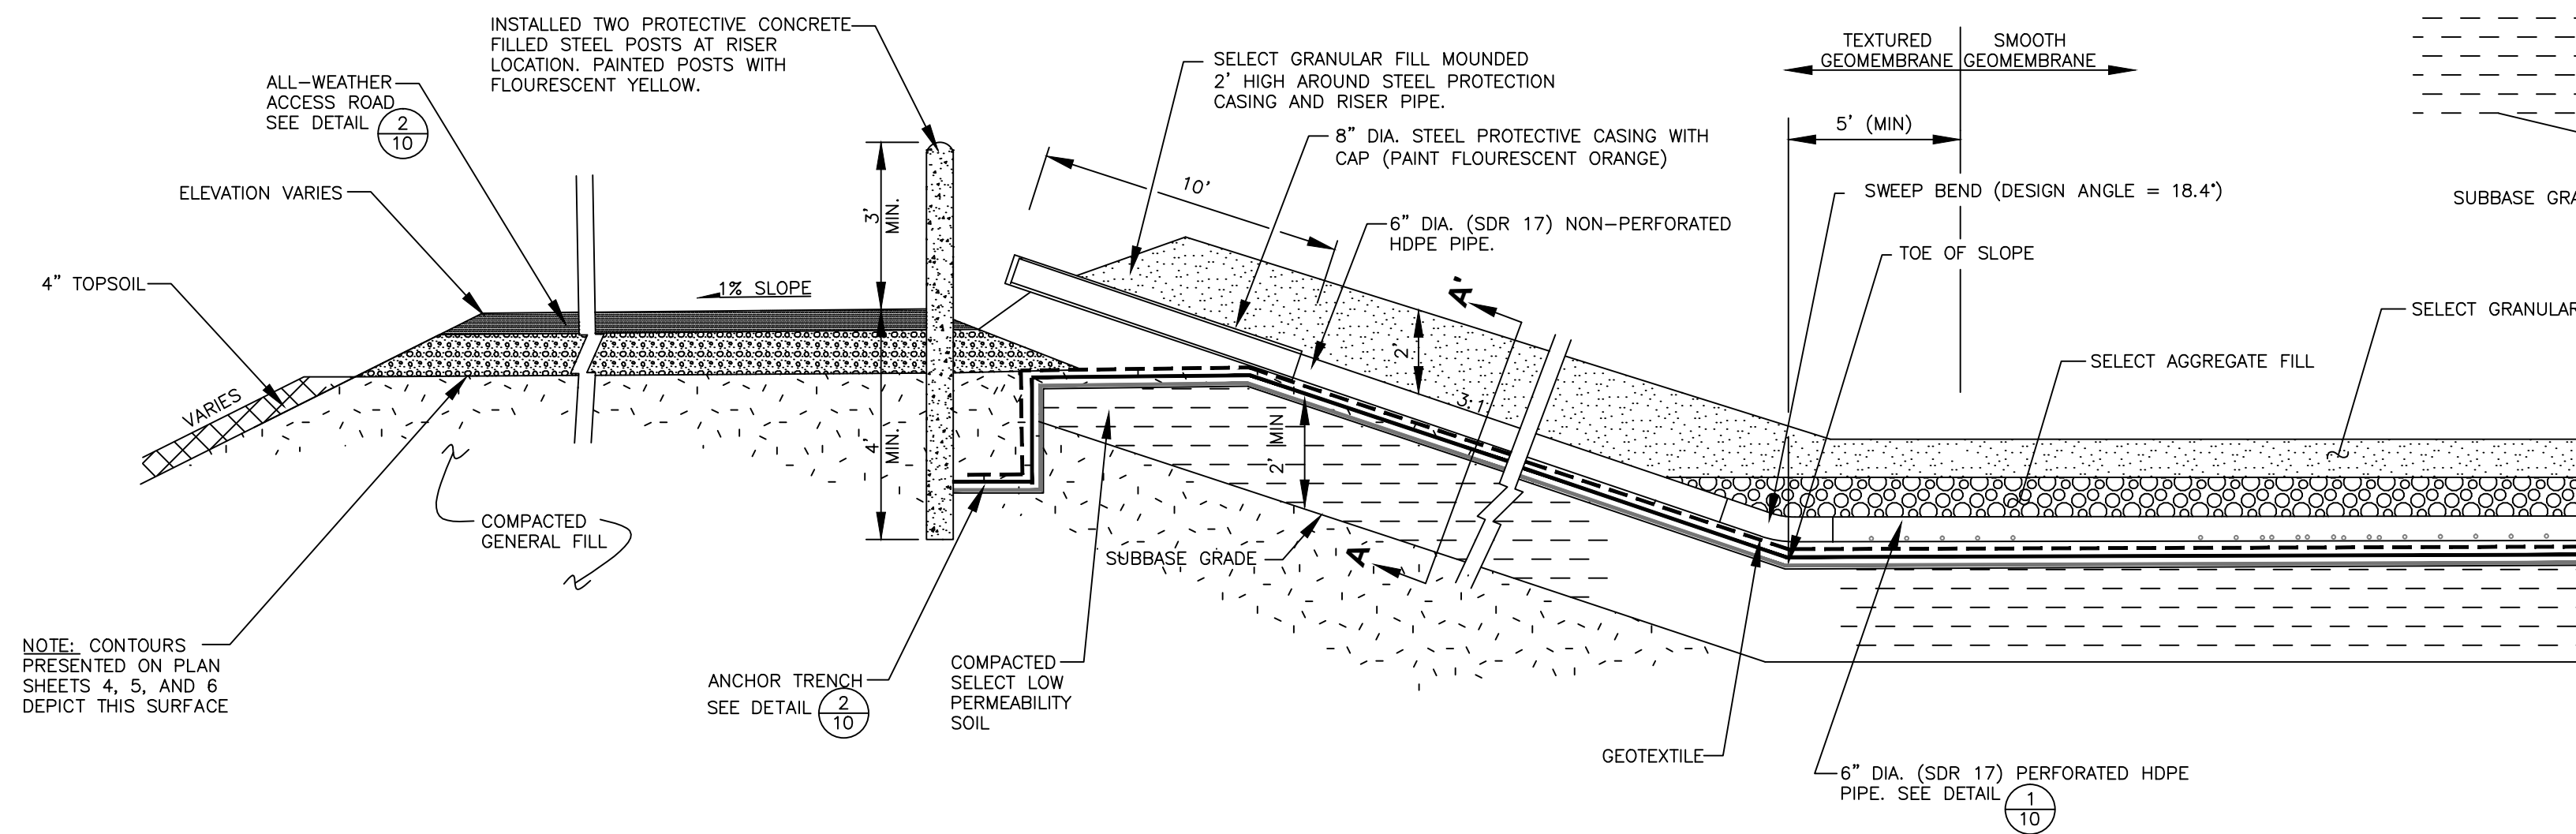 INSTALLED TWO PROTECTIVE CONCRETE
FILLED STEEL POSTS AT RISER
LOCATION. PAINTED POSTS WITH
FLOURESCENT YELLOW.
ALL-WEATHER
ACCESS ROAD
SEE DETAIL
2
10
ELEVATION VARIES
4" TOPSOIL
VARIES
1% SLOPE
3'
MIN.
4'
MIN.
SELECT GRANULAR FILL MOUNDED
2' HIGH AROUND STEEL PROTECTION
CASING AND RISER PIPE.
8" DIA. STEEL PROTECTIVE CASING WITH
CAP (PAINT FLOURESCENT ORANGE)
10'
6" DIA. (SDR 17) NON-PERFORATED
HDPE PIPE.
A'
2'
3:1
2' MIN
A
TEXTURED
GEOMEMBRANE
SMOOTH
GEOMEMBRANE
5' (MIN)
SWEEP BEND (DESIGN ANGLE = 18.4°)
TOE OF SLOPE
SUBBASE GRA
SELECT GRANULAR
SELECT AGGREGATE FILL
COMPACTED
GENERAL FILL
SUBBASE GRADE
NOTE: CONTOURS
PRESENTED ON PLAN
SHEETS 4, 5, AND 6
DEPICT THIS SURFACE
ANCHOR TRENCH
SEE DETAIL
2
10
COMPACTED
SELECT LOW
PERMEABILITY
SOIL
GEOTEXTILE
6" DIA. (SDR 17) PERFORATED HDPE
PIPE. SEE DETAIL
1
10